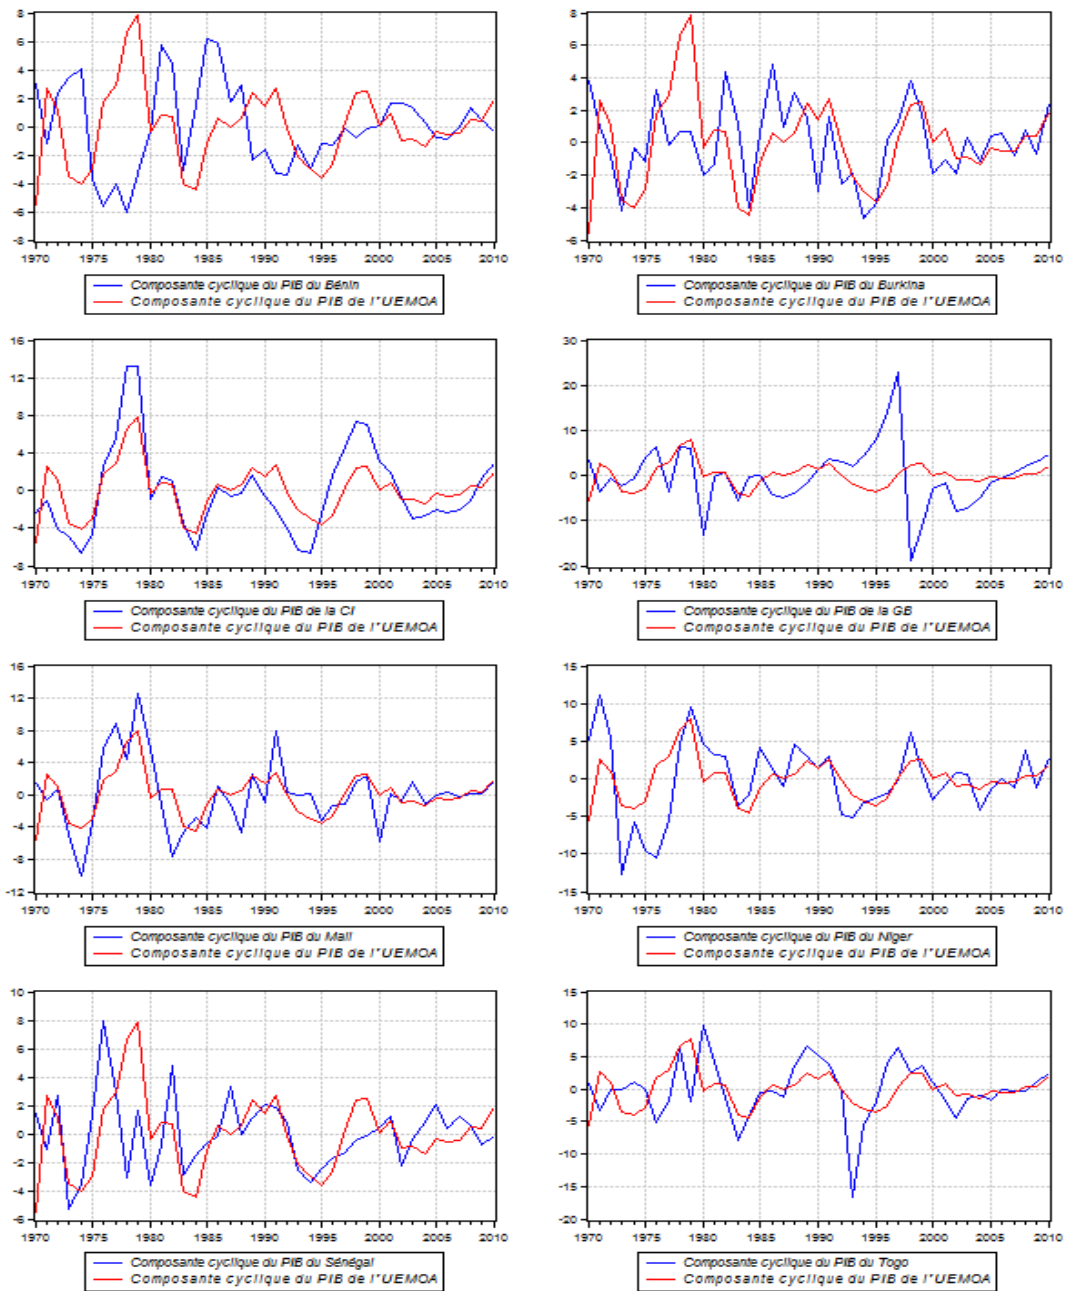 8
6
4
2
0
-2
-4
-6
-8
1970 1975 1980 1985 1990 1995 2000 2005 2010
Composante cyclique du PIB du Bénin
Composante cyclique du PIB de l"UEMOA
8
6
4
2
0
-2
-4
-6
1970 1975 1980 1985 1990 1995 2000 2005 2010
Composante cyclique du PIB du Burkina
Composante cyclique du PIB de l"UEMOA
16
12
8
4
0
-4
-8
1970 1975 1980 1985 1990 1995 2000 2005 2010
Composante cyclique du PIB de la CI
Composante cyclique du PIB de l"UEMOA
30
20
10
0
-10
-20
1970 1975 1980 1985 1990 1995 2000 2005 2010
Composante cyclique du PIB de la GB
Composante cyclique du PIB de l"UEMOA
16
12
8
4
0
-4
-8
-12
1970 1975 1980 1985 1990 1995 2000 2005 2010
Composante cyclique du PIB du Mali
Composante cyclique du PIB de l"UEMOA
15
10
5
0
-5
-10
-15
1970 1975 1980 1985 1990 1995 2000 2005 2010
Composante cyclique du PIB du Niger
Composante cyclique du PIB de l"UEMOA
10
8
6
4
2
0
-2
-4
-6
1970 1975 1980 1985 1990 1995 2000 2005 2010
Composante cyclique du PIB du Sénégal
Composante cyclique du PIB de l"UEMOA
15
10
5
0
-5
-10
-15
-20
1970 1975 1980 1985 1990 1995 2000 2005 2010
Composante cyclique du PIB du Togo
Composante cyclique du PIB de l"UEMOA